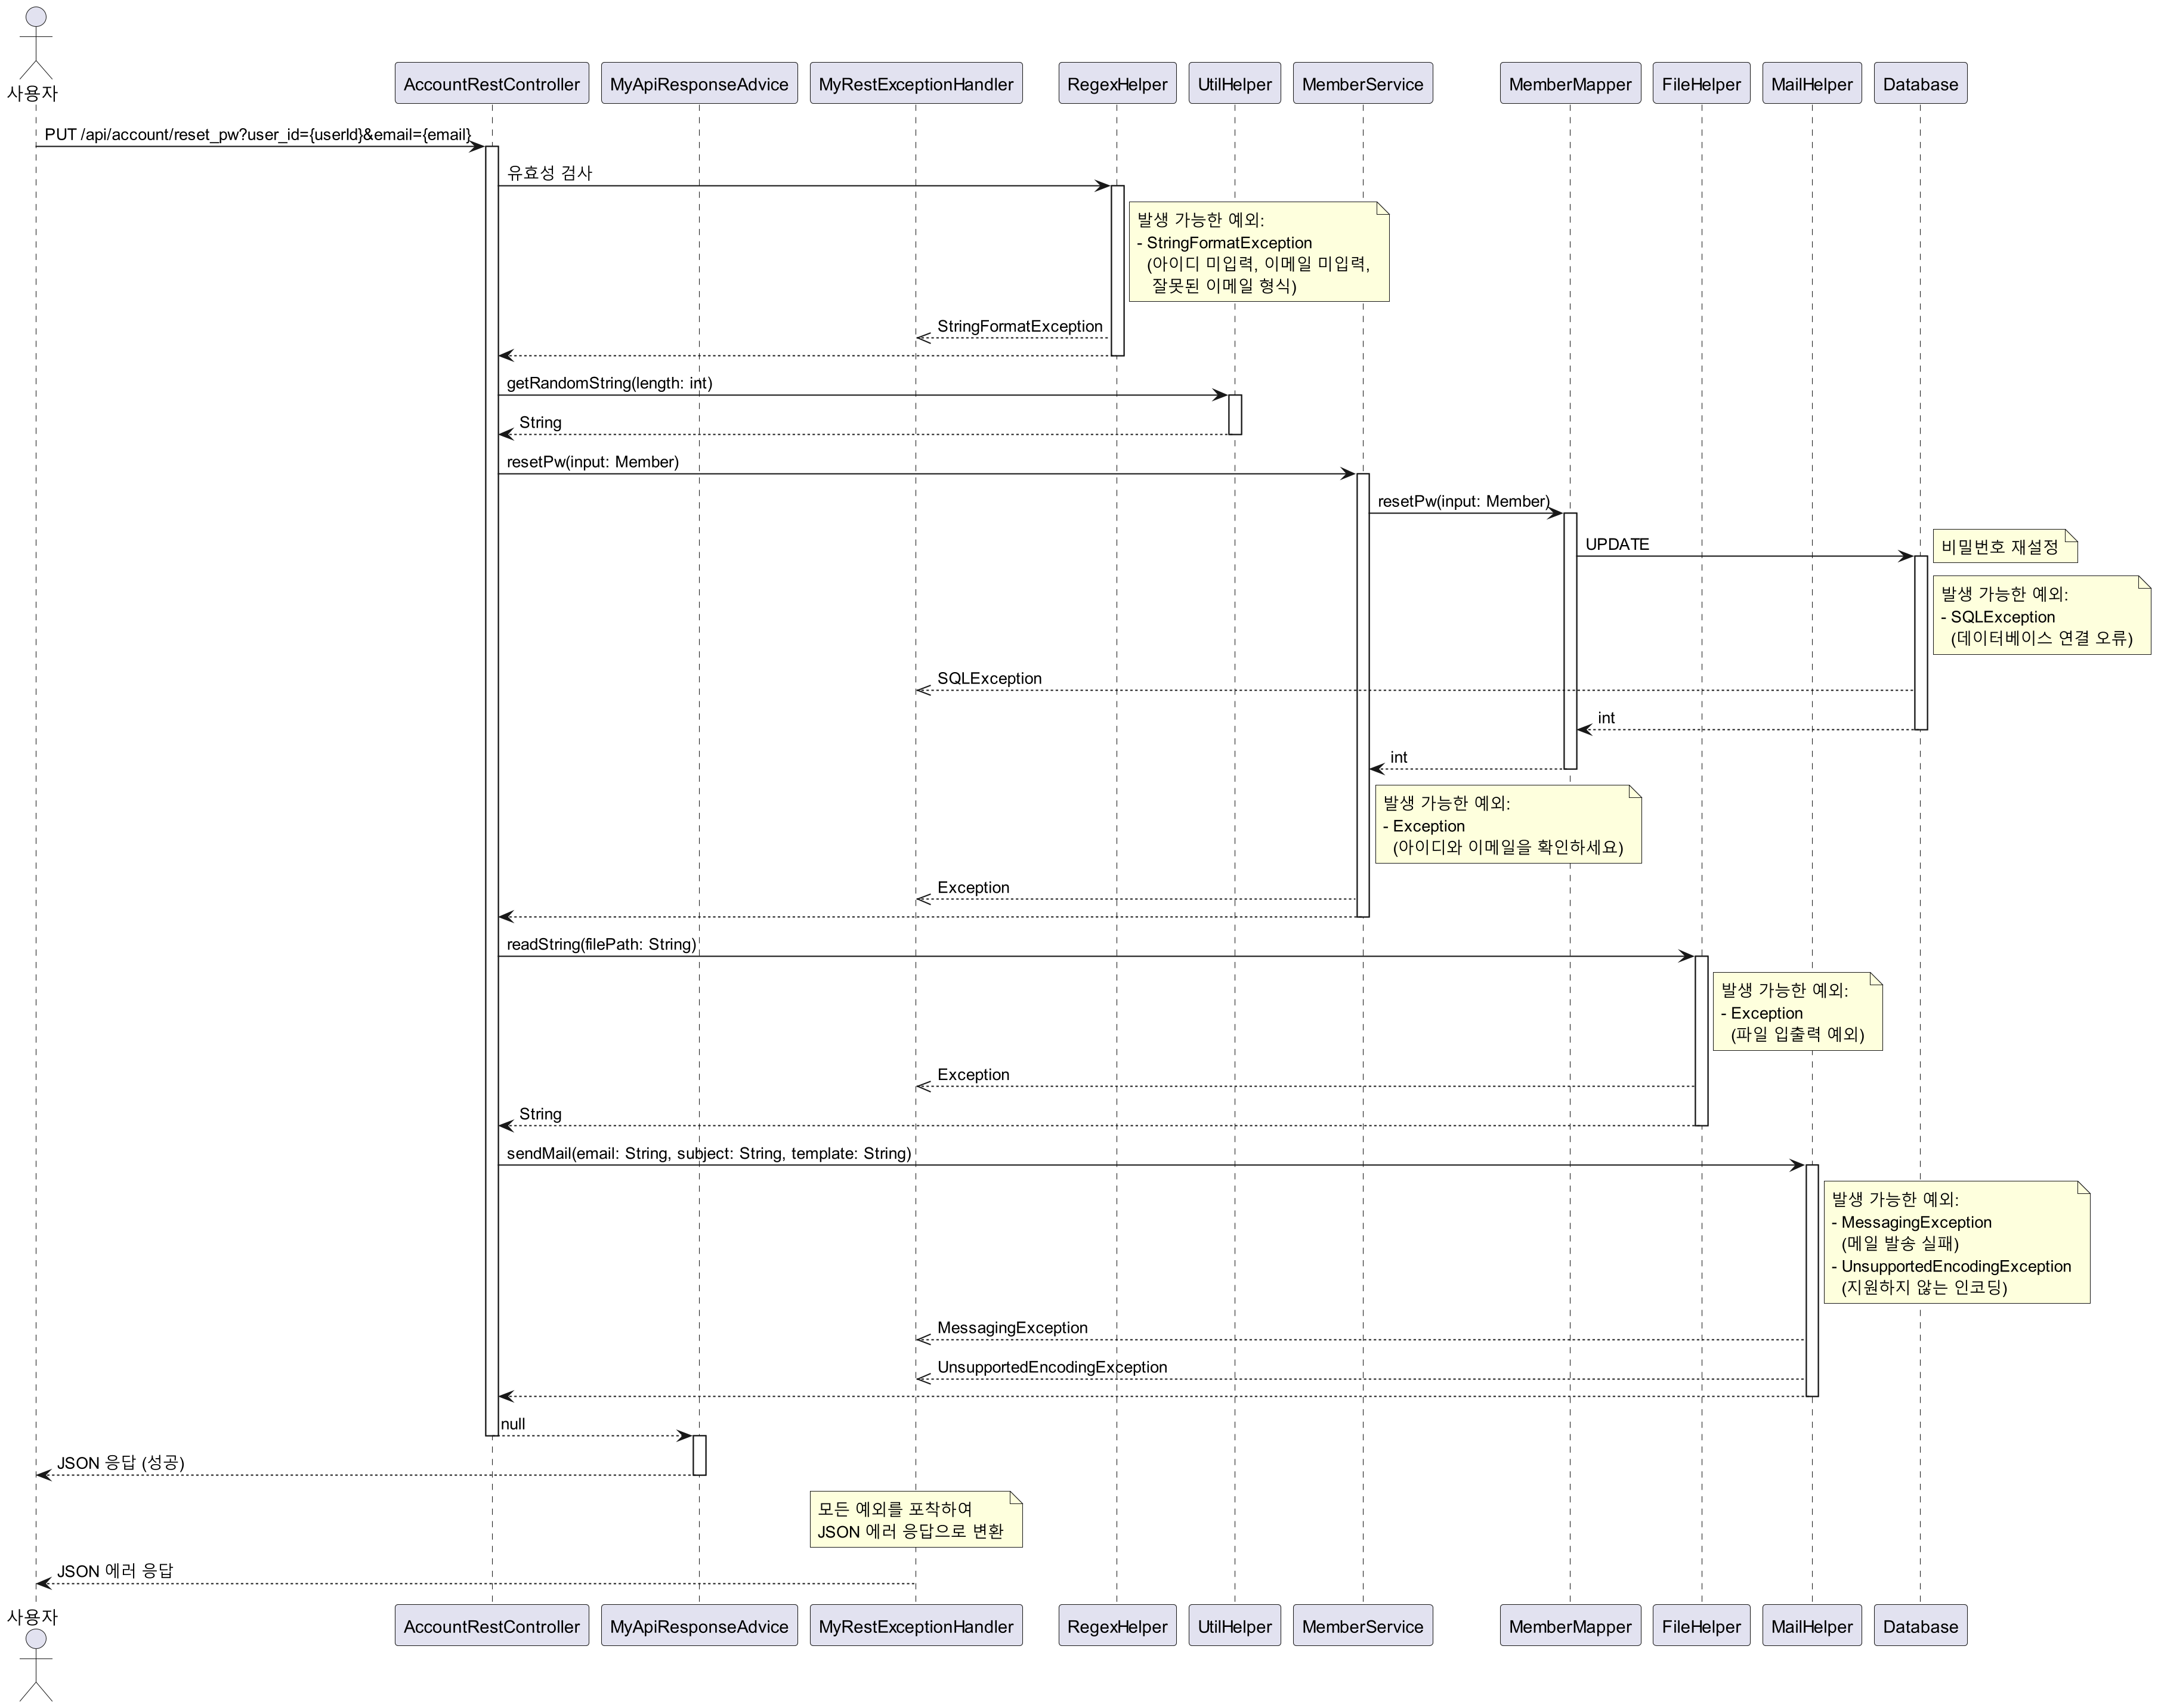 사용자
AccountRestController
MyApiResponseAdvice
MyRestExceptionHandler
RegexHelper
UtilHelper
MemberService
MemberMapper
FileHelper
MailHelper
Database
PUT /api/account/reset_pw?user_id={userId}&email={email}
유효성 검사
발생 가능한 예외:
- StringFormatException
(아이디 미입력, 이메일 미입력,
잘못된 이메일 형식)
StringFormatException
getRandomString(length: int)
String
resetPw(input: Member)
resetPw(input: Member)
UPDATE
비밀번호 재설정
발생 가능한 예외:
- SQLException
(데이터베이스 연결 오류)
SQLException
int
int
발생 가능한 예외:
- Exception
(아이디와 이메일을 확인하세요)
Exception
readString(filePath: String)
발생 가능한 예외:
- Exception
(파일 입출력 예외)
Exception
String
sendMail(email: String, subject: String, template: String)
발생 가능한 예외:
- MessagingException
(메일 발송 실패)
- UnsupportedEncodingException
(지원하지 않는 인코딩)
MessagingException
UnsupportedEncodingException
null
JSON 응답 (성공)
모든 예외를 포착하여
JSON 에러 응답으로 변환
JSON 에러 응답
사용자
AccountRestController
MyApiResponseAdvice
MyRestExceptionHandler
RegexHelper
UtilHelper
MemberService
MemberMapper
FileHelper
MailHelper
Database